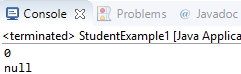 Console Problems @ Javadoc
<terminated> StudentExample1 [Java Applica
0
null